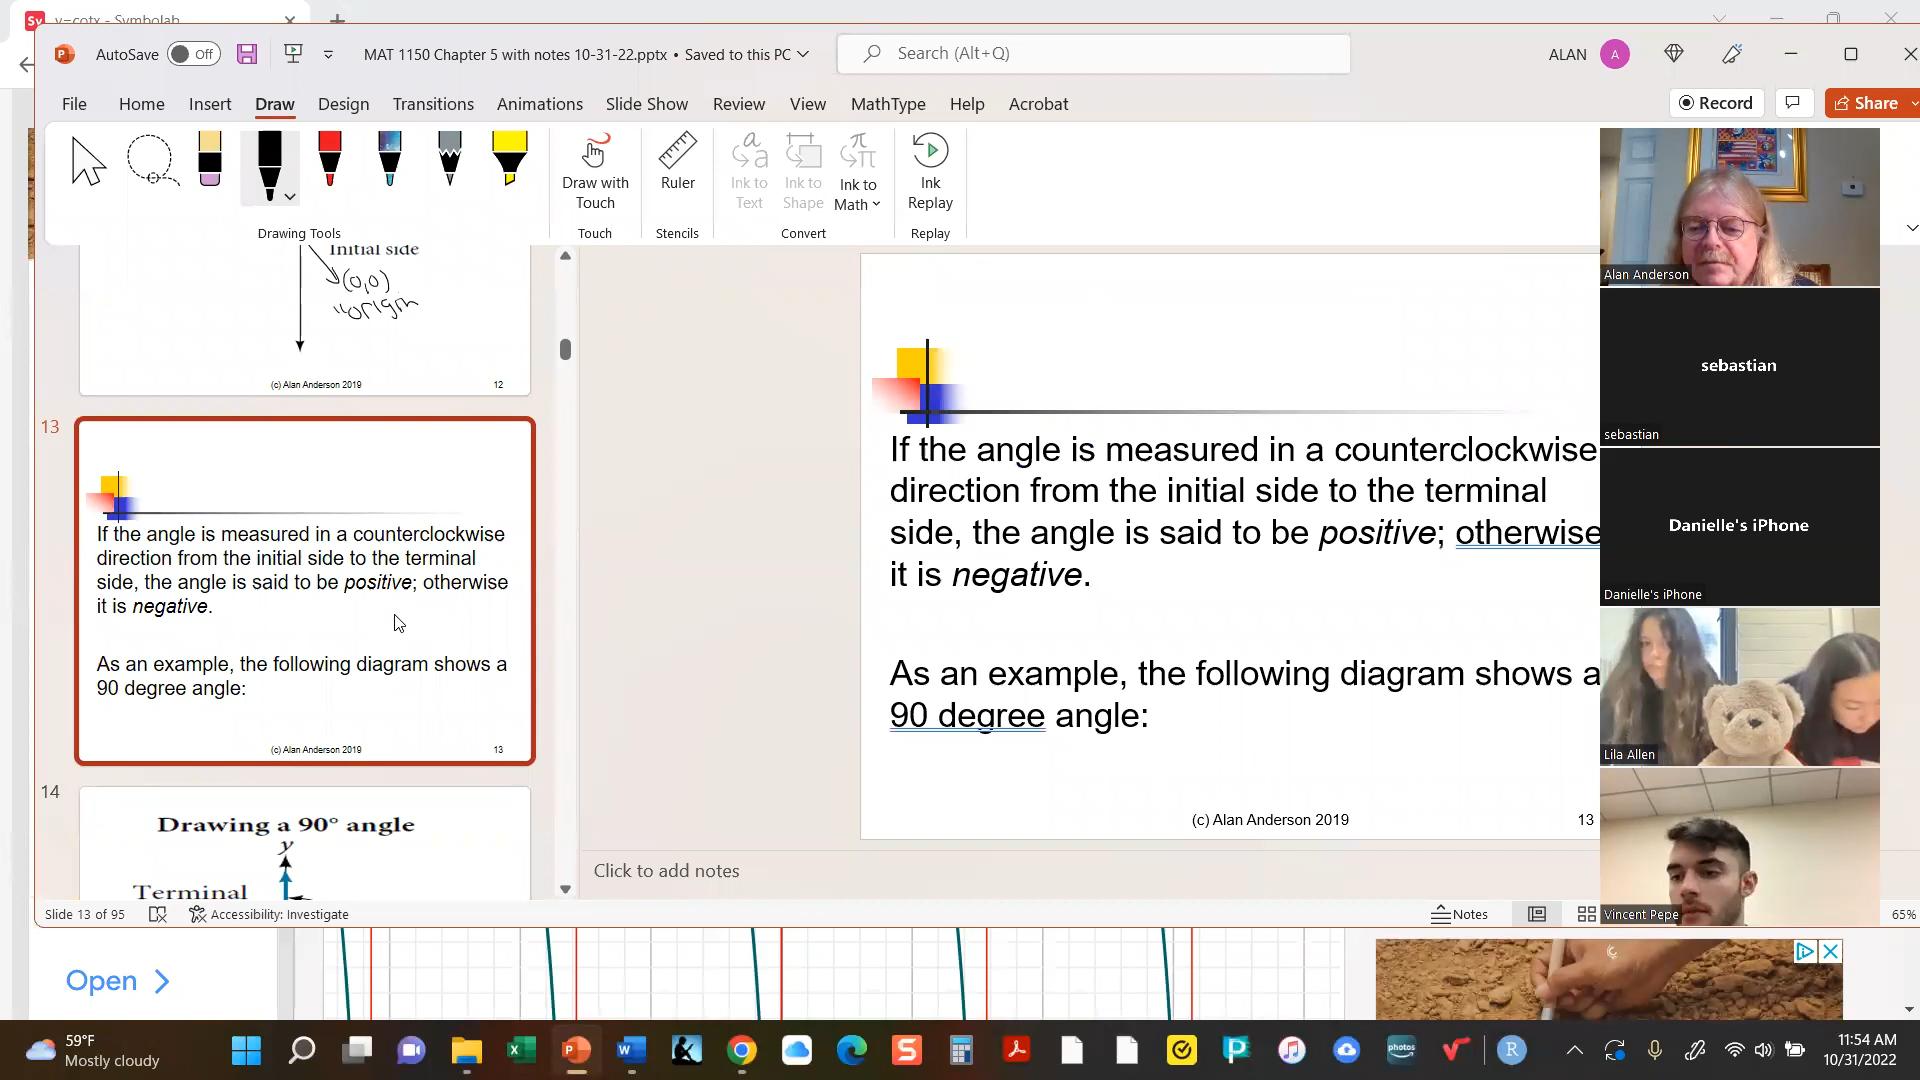 Sy y=cotx - Symbolab
AutoSave Off MAT 1150 Chapter 5 with notes 10-31-22.pptx • Saved to this PC Search (Alt+Q) ALAN A
File Home Insert Draw Design Transitions Animations Slide Show Review View MathType Help Acrobat Record Share
Draw with Touch
Ruler
Ink to Text
Ink to Shape
Ink to Math
Ink Replay
Drawing Tools Touch Stencils Convert Replay
Initial side
(0,0)
"origin
(c) Alan Anderson 2019 12
13
If the angle is measured in a counterclockwise
direction from the initial side to the terminal
side, the angle is said to be positive; otherwise
it is negative.
As an example, the following diagram shows a
90 degree angle:
(c) Alan Anderson 2019 13
14
Drawing a 90° angle
y
Terminal
If the angle is measured in a counterclockwise
direction from the initial side to the terminal
side, the angle is said to be positive; otherwise
it is negative.
As an example, the following diagram shows a
90 degree angle:
(c) Alan Anderson 2019 13
Click to add notes
Alan Anderson
sebastian
sebastian
Danielle's iPhone
Danielle's iPhone
Lila Allen
Vincent Pepe
Slide 13 of 95 Accessibility: Investigate Notes 65%
Open
59°F
Mostly cloudy
photos
11:54 AM
10/31/2022